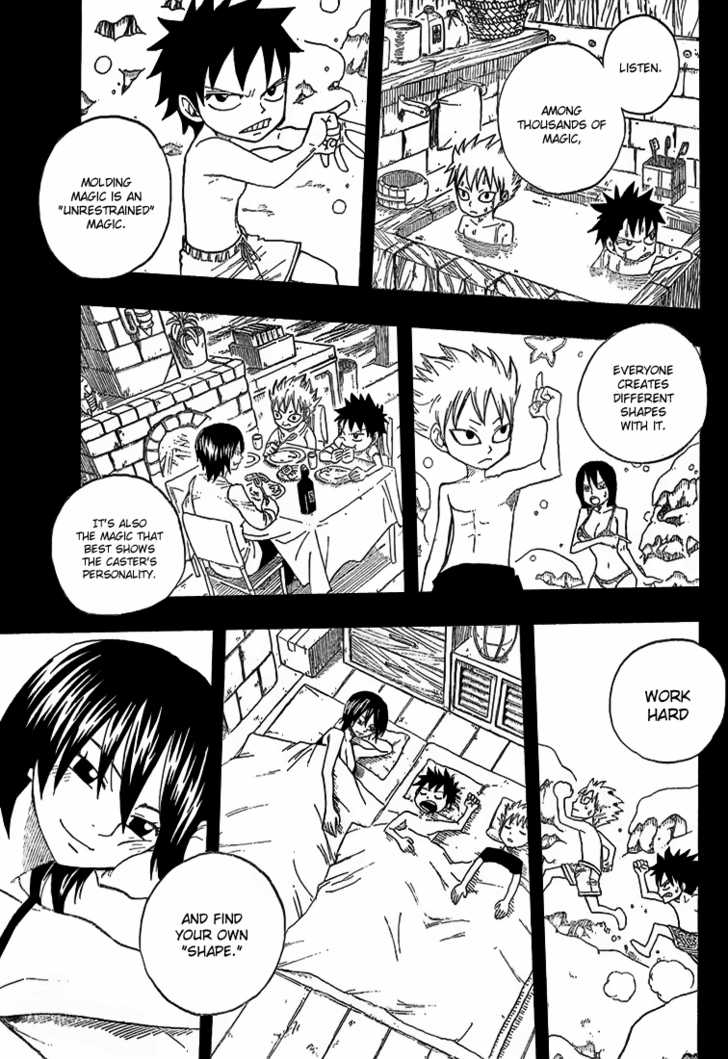 LISTEN.
AMONG
THOUSANDS OF
MAGIC,
MOLDING
MAGIC IS AN
"UNRESTRAINED"
MAGIC.
EVERYONE
CREATES
DIFFERENT
SHAPES
WITH IT.
IT'S ALSO
THE MAGIC THAT
BEST SHOWS
THE CASTER'S
PERSONALITY.
WORK
HARD
AND FIND
YOUR OWN
"SHAPE."